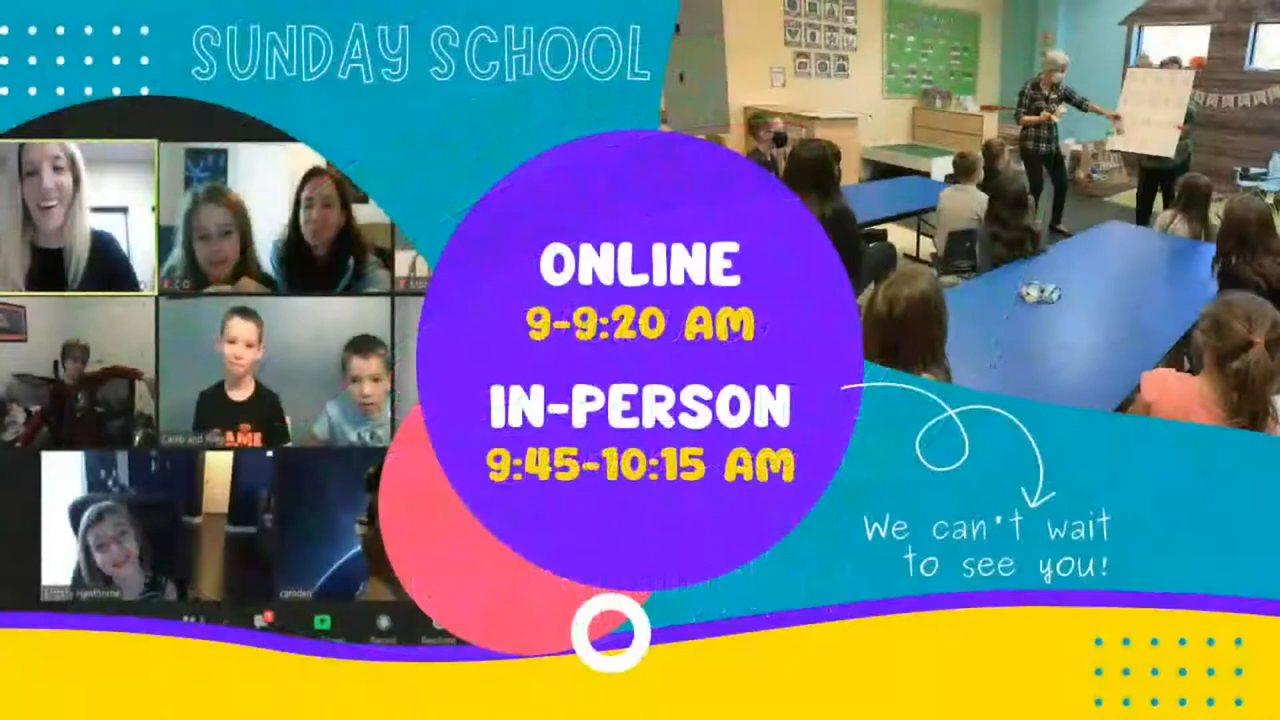 SUNDAY SCHOOL
ONLINE
9-9:20 AM
IN-PERSON
9:45-10:15 AM
We can't wait
to see you!
camden